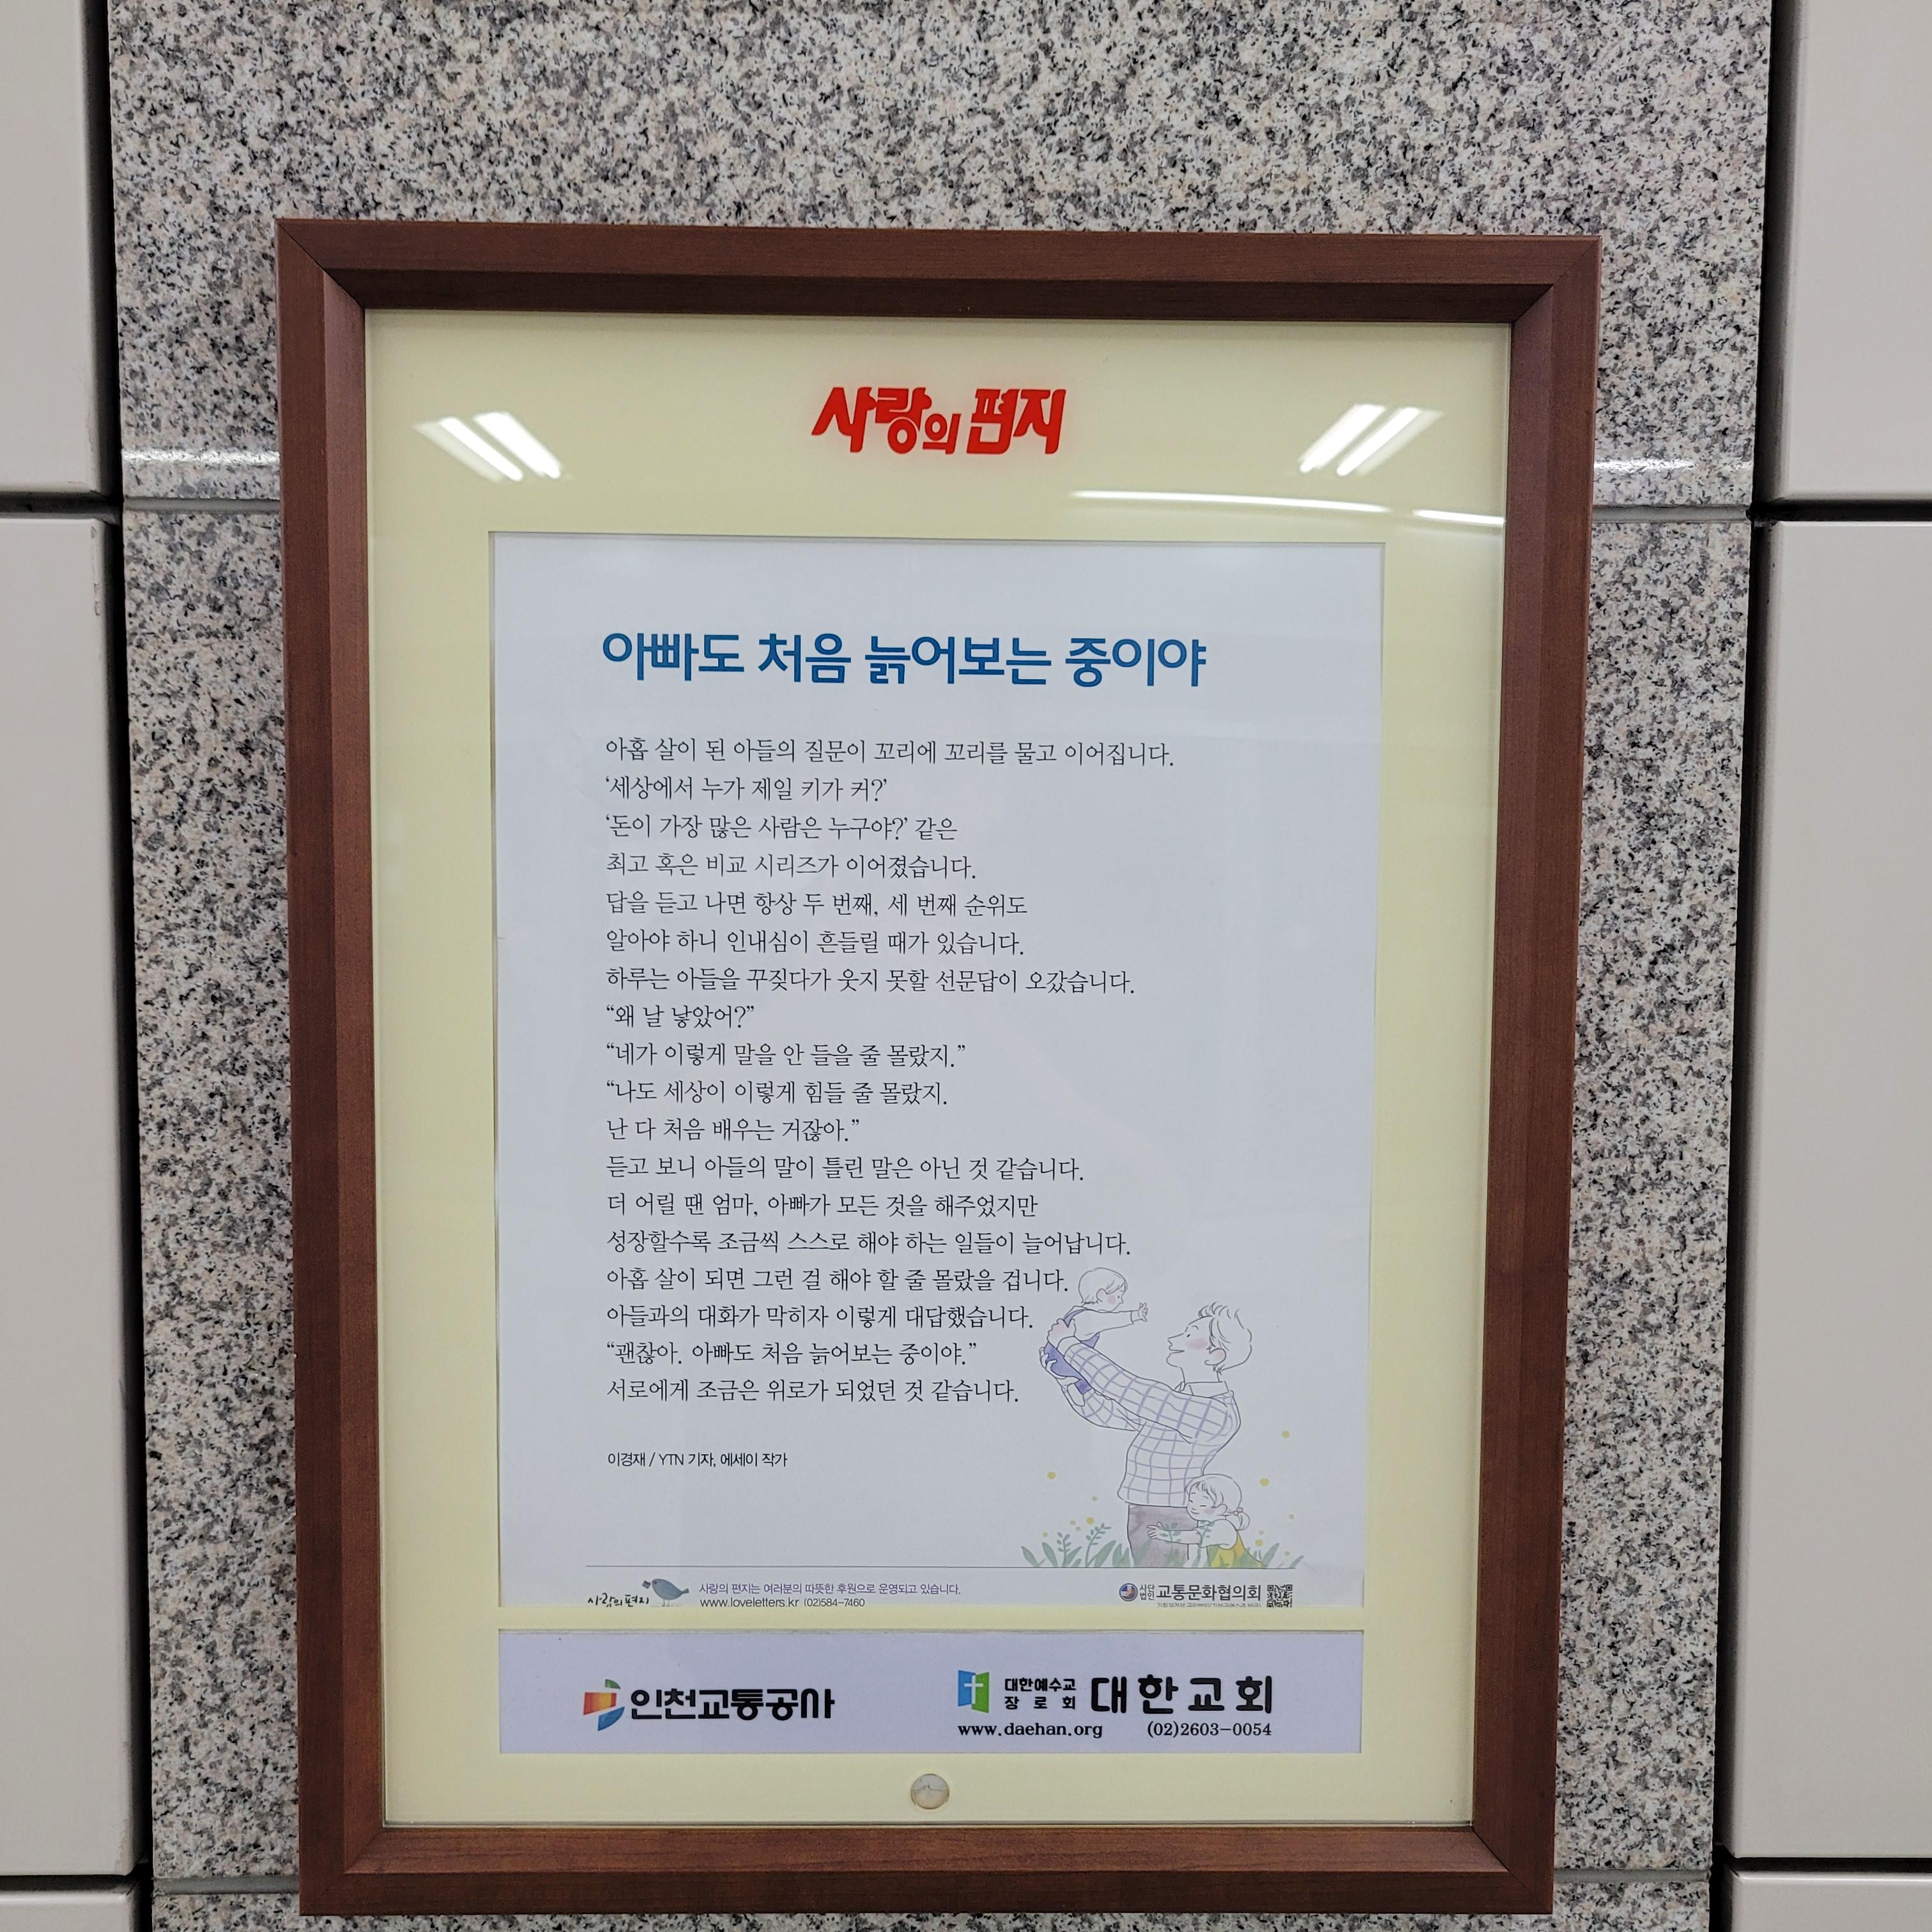 사랑의 편지
아빠도 처음 늙어보는 중이야
아홉 살이 된 아들의 질문이 꼬리에 꼬리를 물고 이어집니다.
‘세상에서 누가 제일 키가 커?’
‘돈이 가장 많은 사람은 누구야?’ 같은
최고 혹은 비교 시리즈가 이어졌습니다.
답을 듣고 나면 항상 두 번째, 세 번째 순위도
알아야 하니 인내심이 흔들릴 때가 있습니다.
하루는 아들을 꾸짖다가 웃지 못할 선문답이 오갔습니다.
“왜 날 낳았어?”
“네가 이렇게 말을 안 들을 줄 몰랐지.”
“나도 세상이 이렇게 힘들 줄 몰랐지.
난 다 처음 배우는 거잖아.”
듣고 보니 아들의 말이 틀린 말은 아닌 것 같습니다.
더 어릴 땐 엄마, 아빠가 모든 것을 해주었지만
성장할수록 조금씩 스스로 해야 하는 일들이 늘어납니다.
아홉 살이 되면 그런 걸 해야 할 줄 몰랐을 겁니다.
아들과의 대화가 막히자 이렇게 대답했습니다.
“괜찮아. 아빠도 처음 늙어보는 중이야.”
서로에게 조금은 위로가 되었던 것 같습니다.
이경재 / YTN 기자, 에세이 작가
사랑의 편지
사랑의 편지는 여러분의 따뜻한 후원으로 운영되고 있습니다.
www.loveletters.kr (02)584-7460
사단법인 교통문화협의회
인천교통공사
대한예수교
장로회 대한교회
www.daehan.org (02)2603-0054